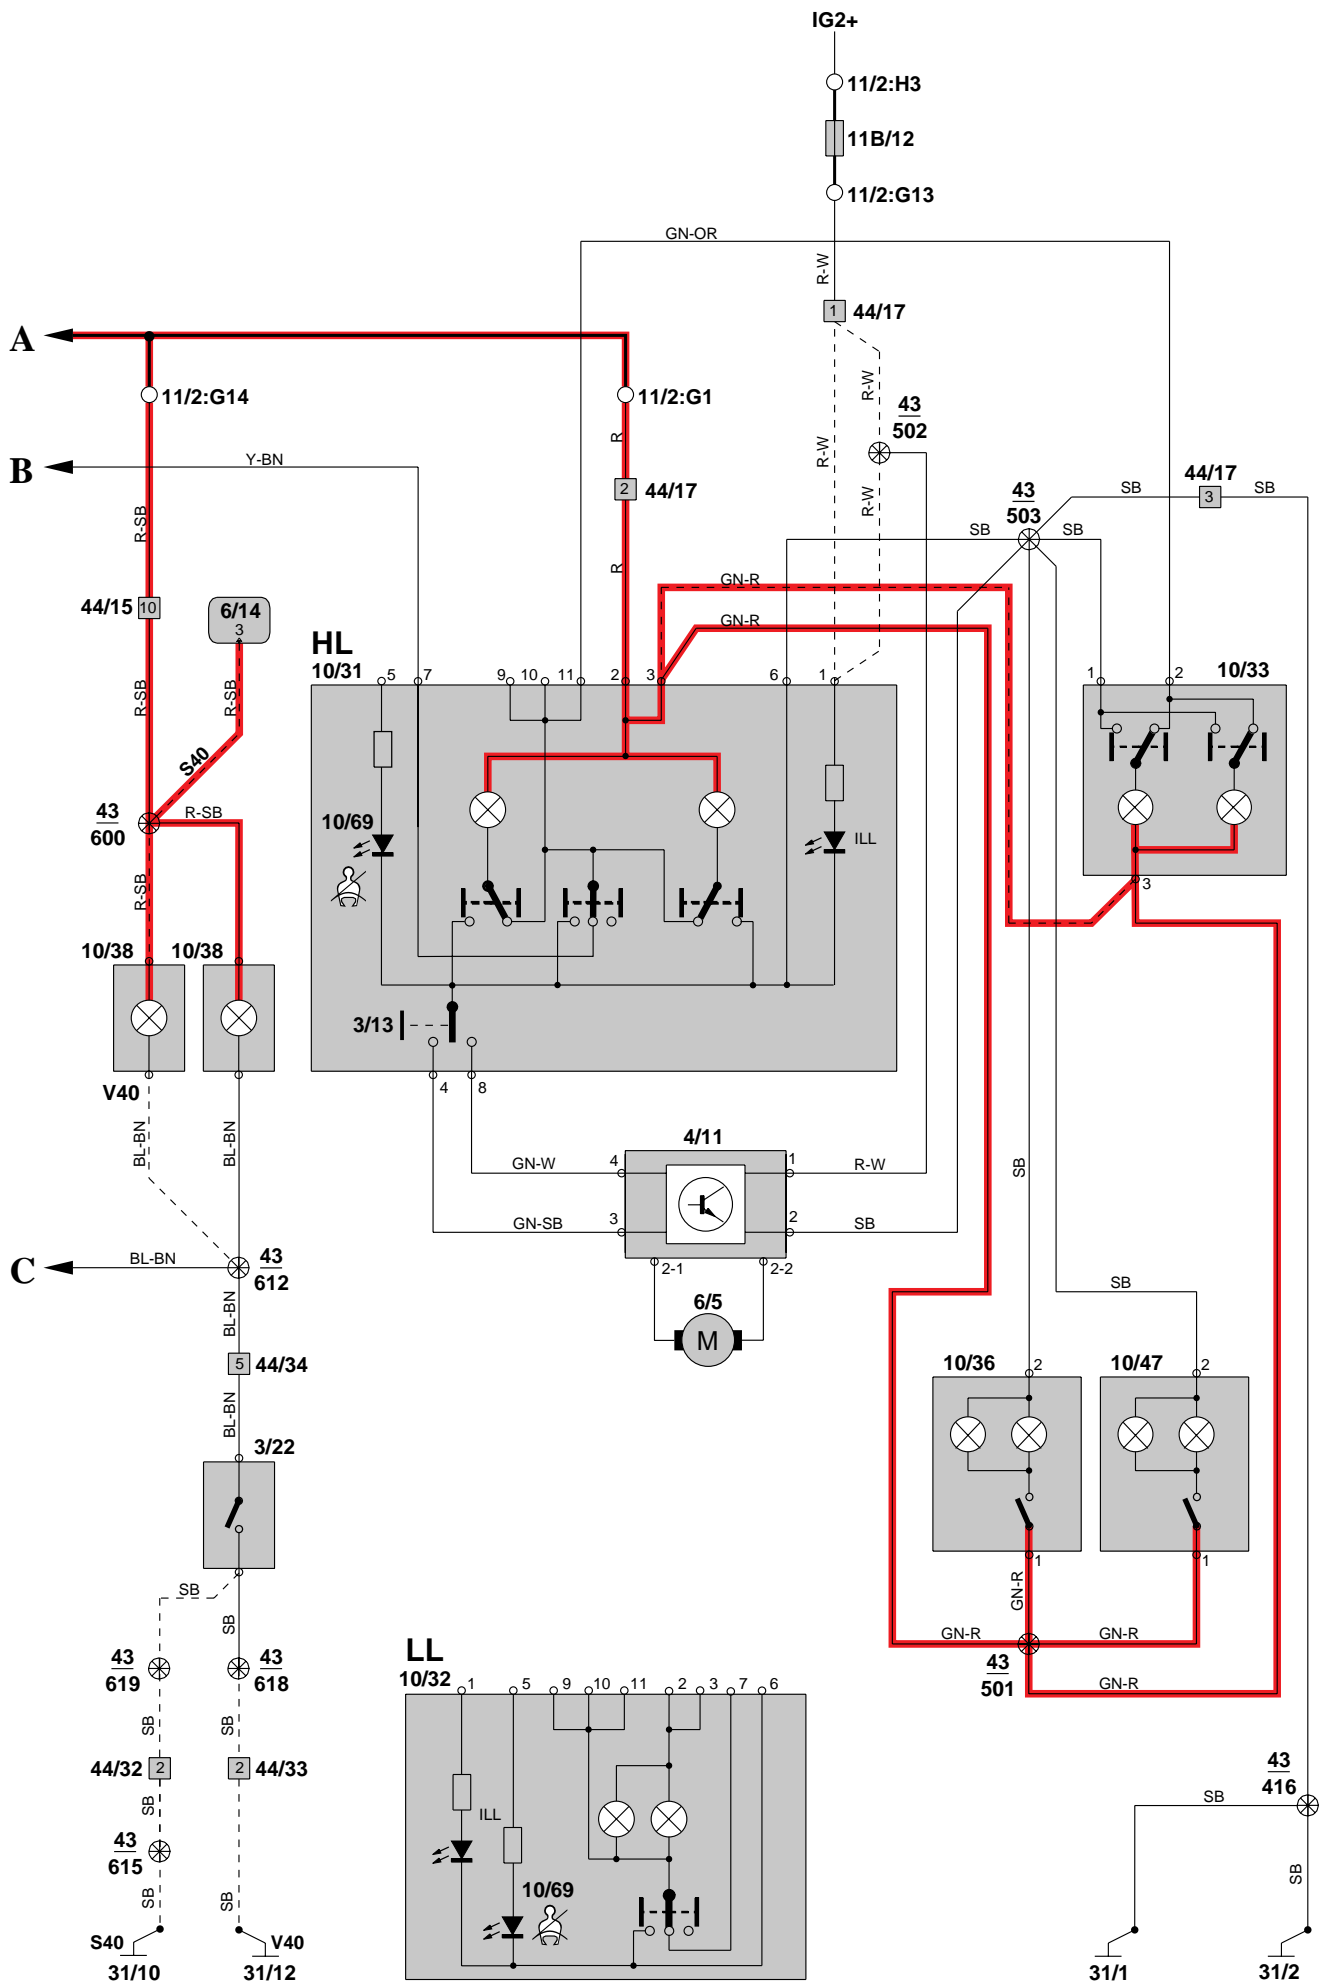 IG2+
11/2:H3
11B/12
11/2:G13
GN-OR
R-W
1 44/17
A
11/2:G14
11/2:G1
R
R-W
R-W
43
502
B
Y-BN
2 44/17
R-SB
R-W
43
503
SB
44/17
3
SB
SB
SB
R
GN-R
GN-R
44/15 10
6/14
3
HL
10/31
5 7 9 10 11 2 3 6 1
1 2
10/33
R-SB
R-SB
S40
43
600
R-SB
10/69
ILL
R-SB
3
10/38
10/38
3/13
V40
4 8
BL-BN
BL-BN
4/11
GN-W
4
1
R-W
GN-SB
3
2
SB
SB
C
BL-BN
43
612
2-1
2-2
6/5
M
SB
BL-BN
5 44/34
10/36
2
10/47
2
BL-BN
3/22
1
1
SB
SB
GN-R
GN-R
GN-R
43
501
GN-R
43
619
43
618
LL
10/32
1 5 9 10 11 2 3 7 6
SB
SB
44/32 2
2 44/33
43
416
SB
SB
ILL
43
615
10/69
SB
SB
SB
S40
31/10
V40
31/12
31/1
31/2